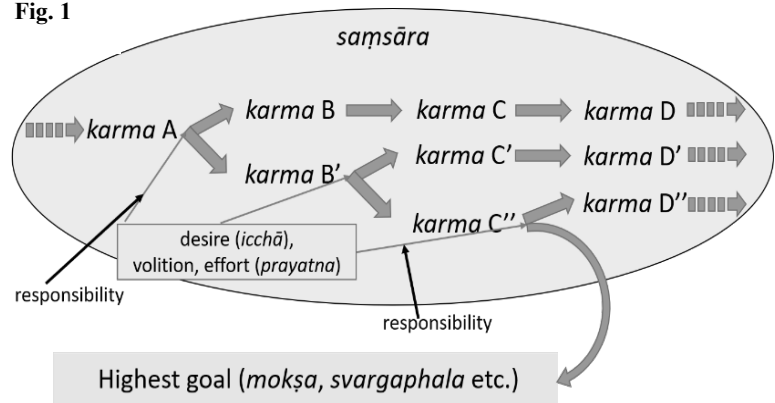 Fig. 1
saṃsāra
karma A
karma B
karma C
karma D
karma B′
karma C′
karma D′
karma C′′
karma D′′
desire (icchā),
volition, effort (prayatna)
responsibility
responsibility
Highest goal (mokṣa, svargaphala etc.)